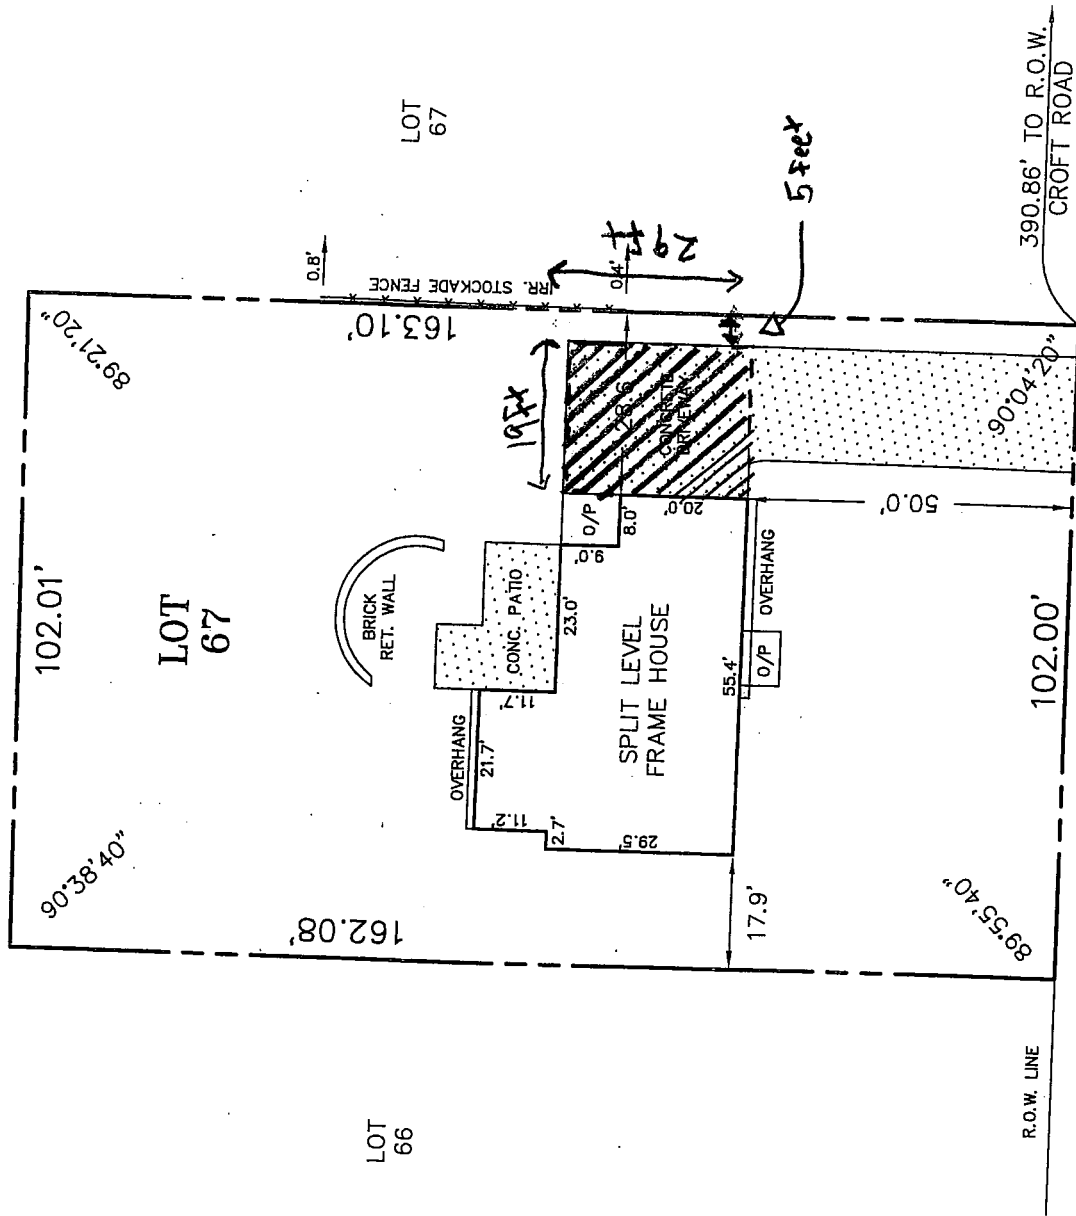 102.01'
89°21'20"
90°38'40"
LOT
67
LOT
67
0.8'
IRR. STOCKADE FENCE
163.10'
0.4'
29 ft
19 ft
5 feet
28.6
CONCRETE
DRIVEWAY
BRICK
RET. WALL
CONC. PATIO
O/P
8.0'
9.0'
20.0'
23.0'
11.7'
OVERHANG
21.7'
11.2'
2.7'
29.5'
SPLIT LEVEL
FRAME HOUSE
55.4'
O/P
OVERHANG
50.0'
90°04'20"
162.08'
17.9'
89°55'40"
102.00'
LOT
66
R.O.W. LINE
390.86' TO R.O.W.
CROFT ROAD